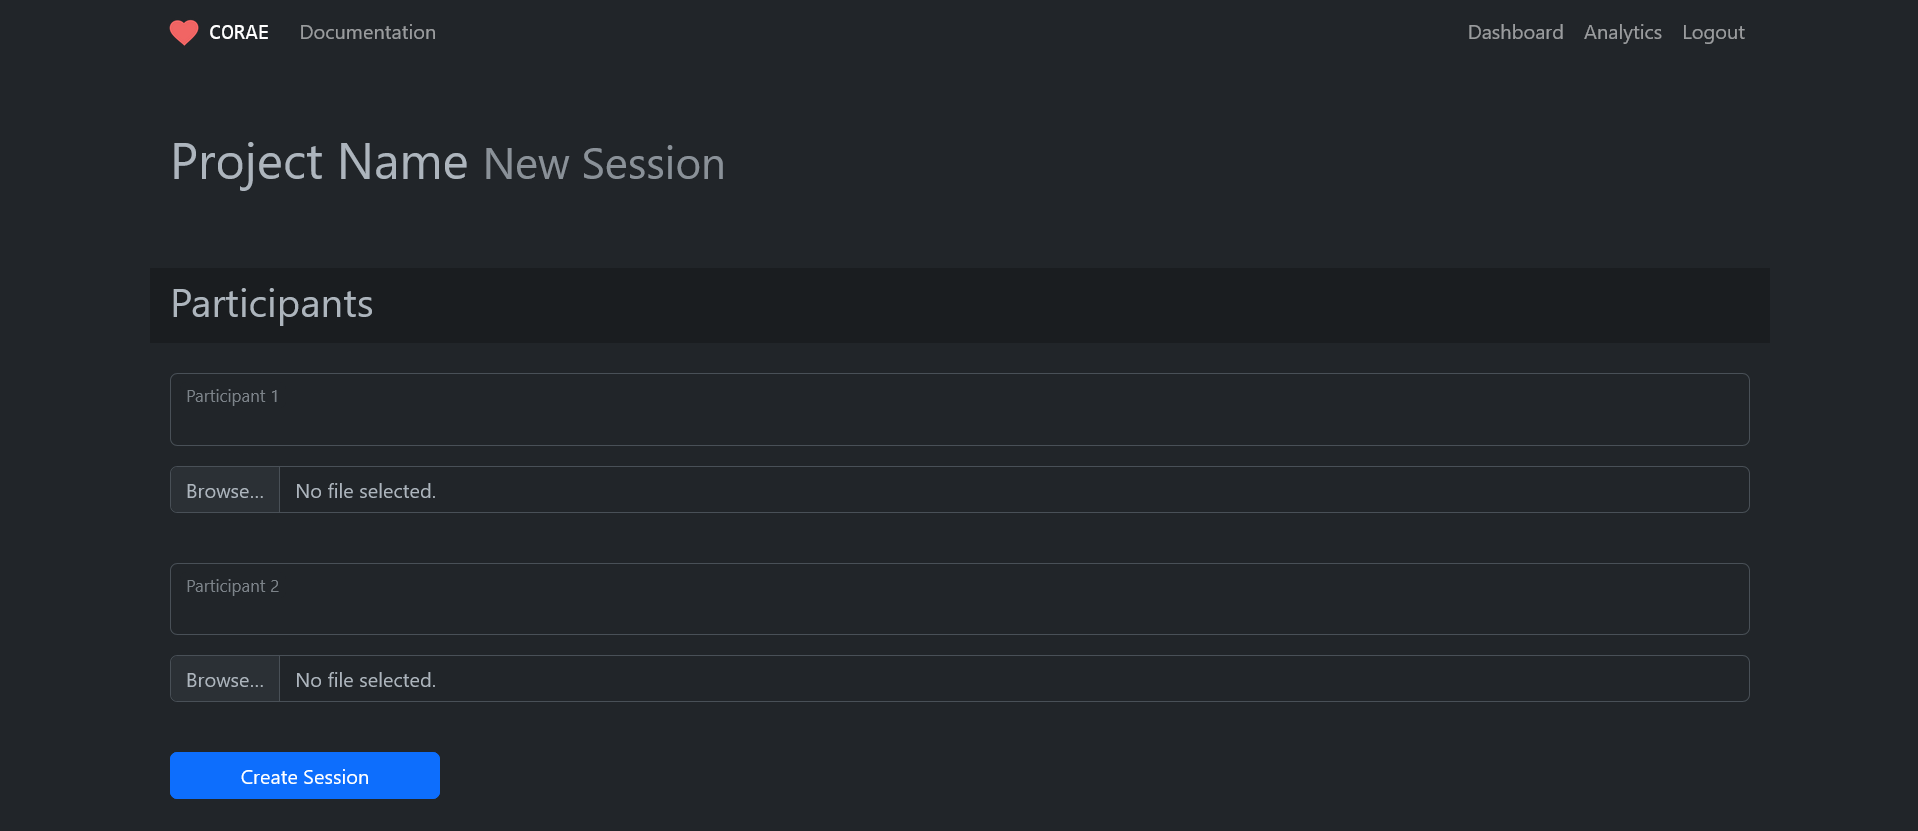 CORAE Documentation Dashboard Analytics Logout
Project Name New Session
Participants
Participant 1
Browse... No file selected.
Participant 2
Browse... No file selected.
Create Session